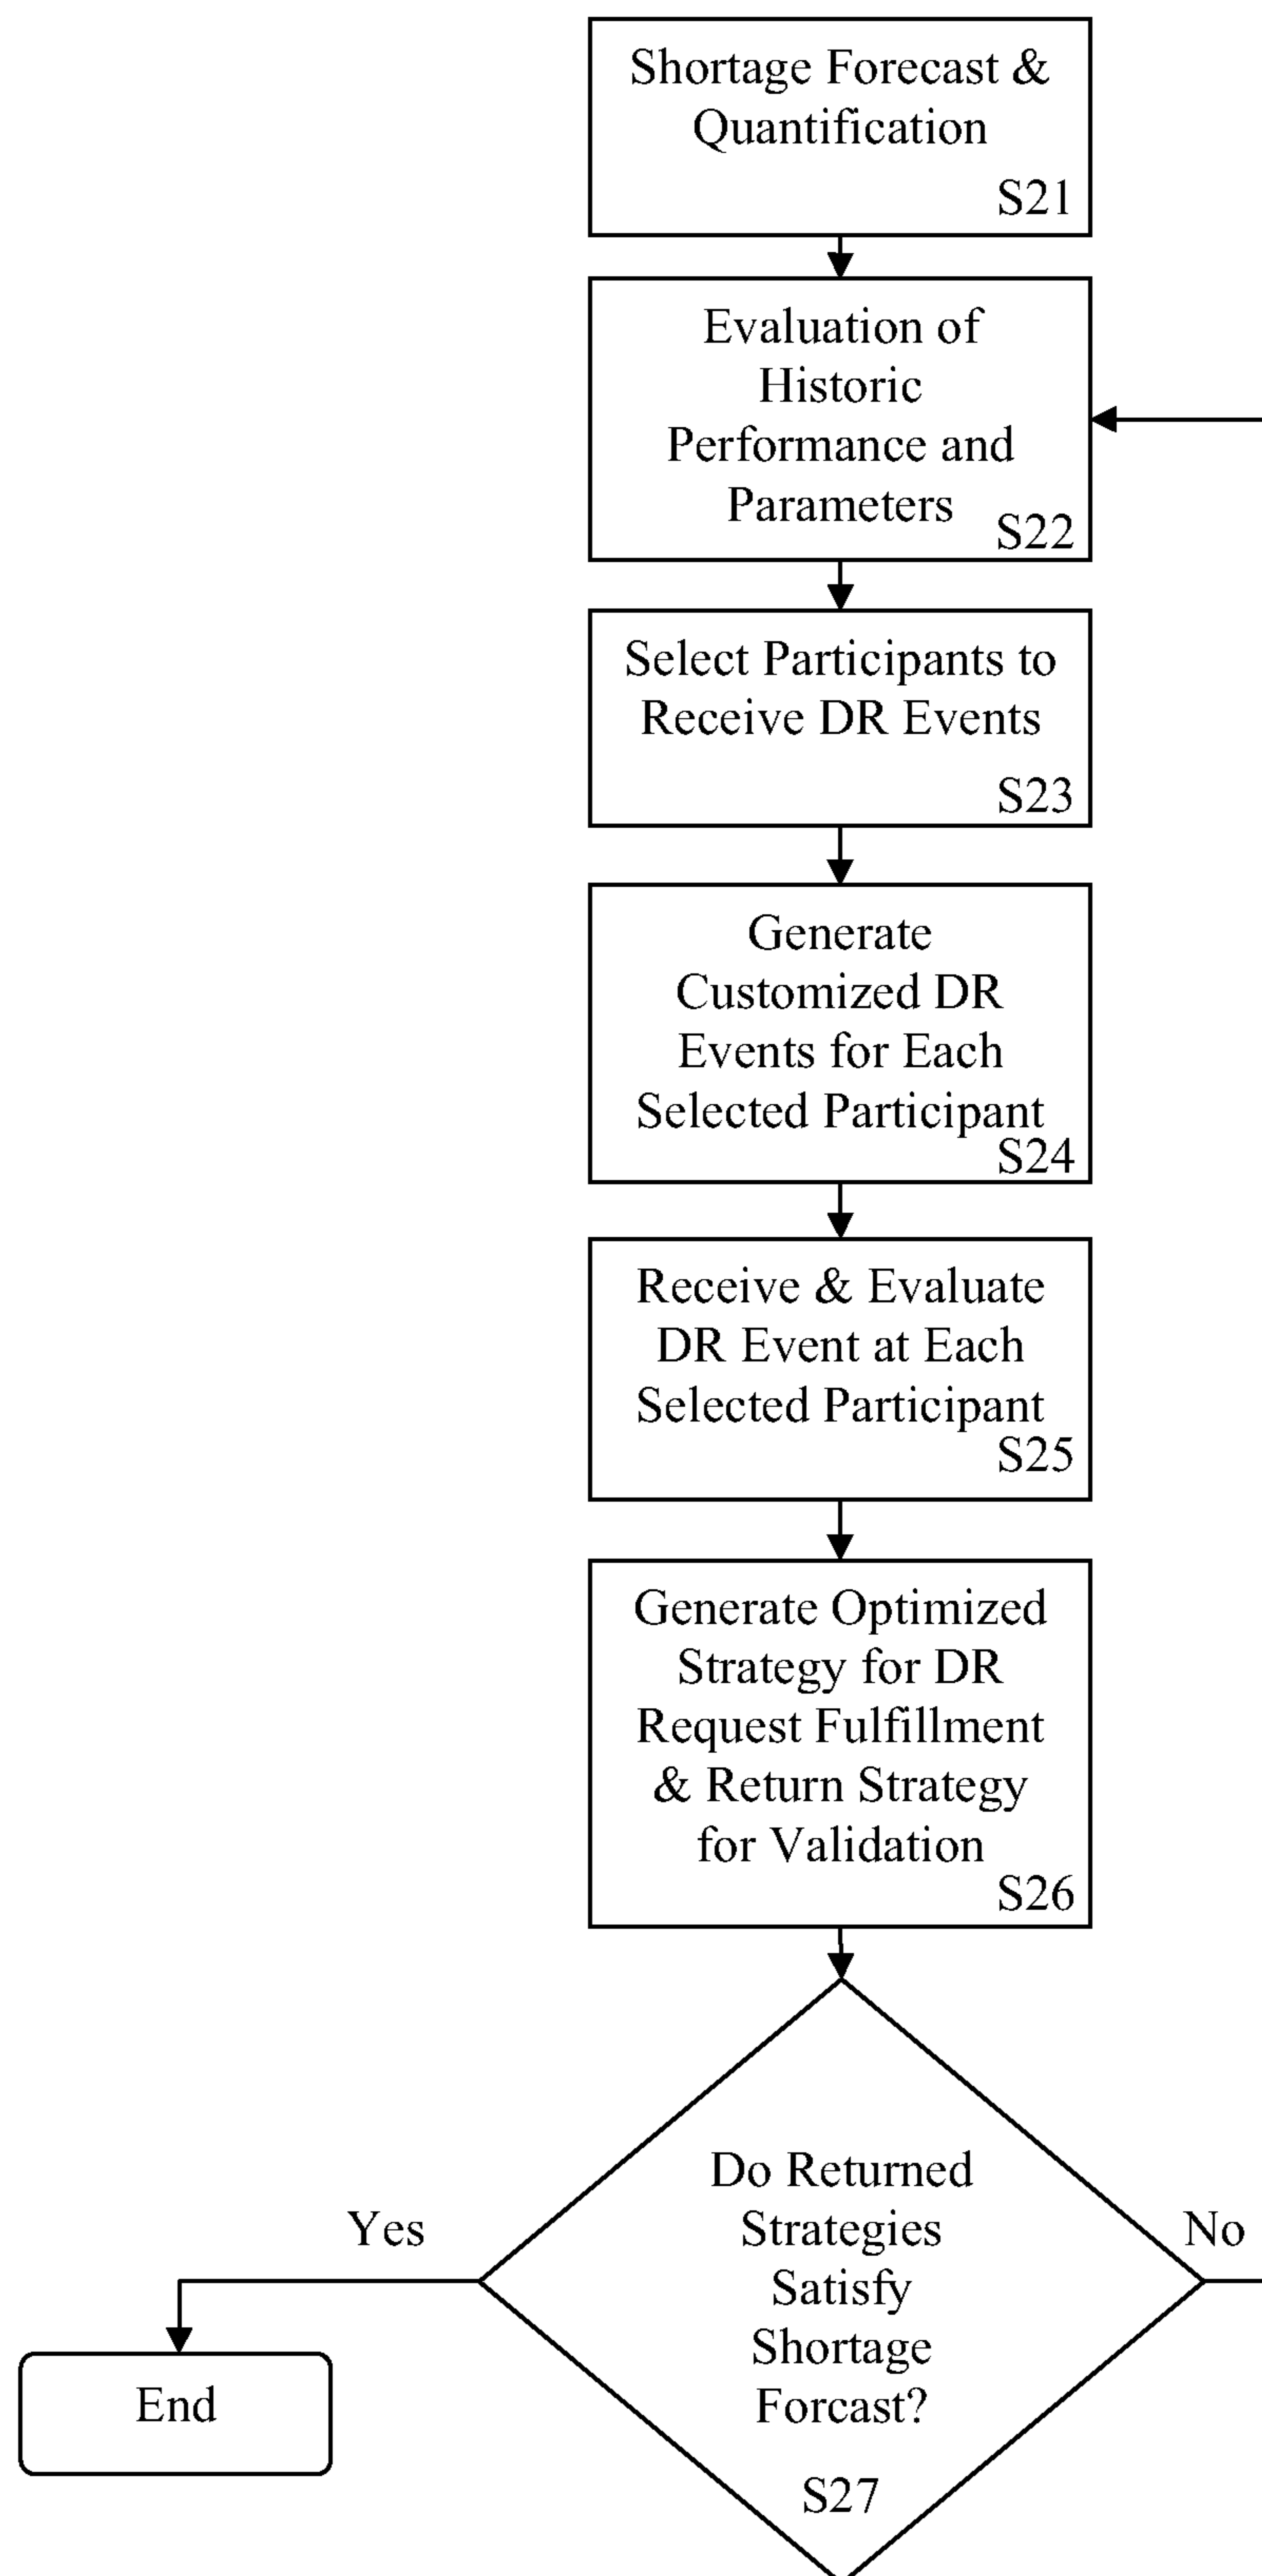 Shortage Forecast &
Quantification
S21
Evaluation of
Historic
Performance and
Parameters
S22
Select Participants to
Receive DR Events
S23
Generate
Customized DR
Events for Each
Selected Participant
S24
Receive & Evaluate
DR Event at Each
Selected Participant
S25
Generate Optimized
Strategy for DR
Request Fulfillment
& Return Strategy
for Validation
S26
Do Returned
Strategies
Satisfy
Shortage
Forcast?
S27
Yes
No
End